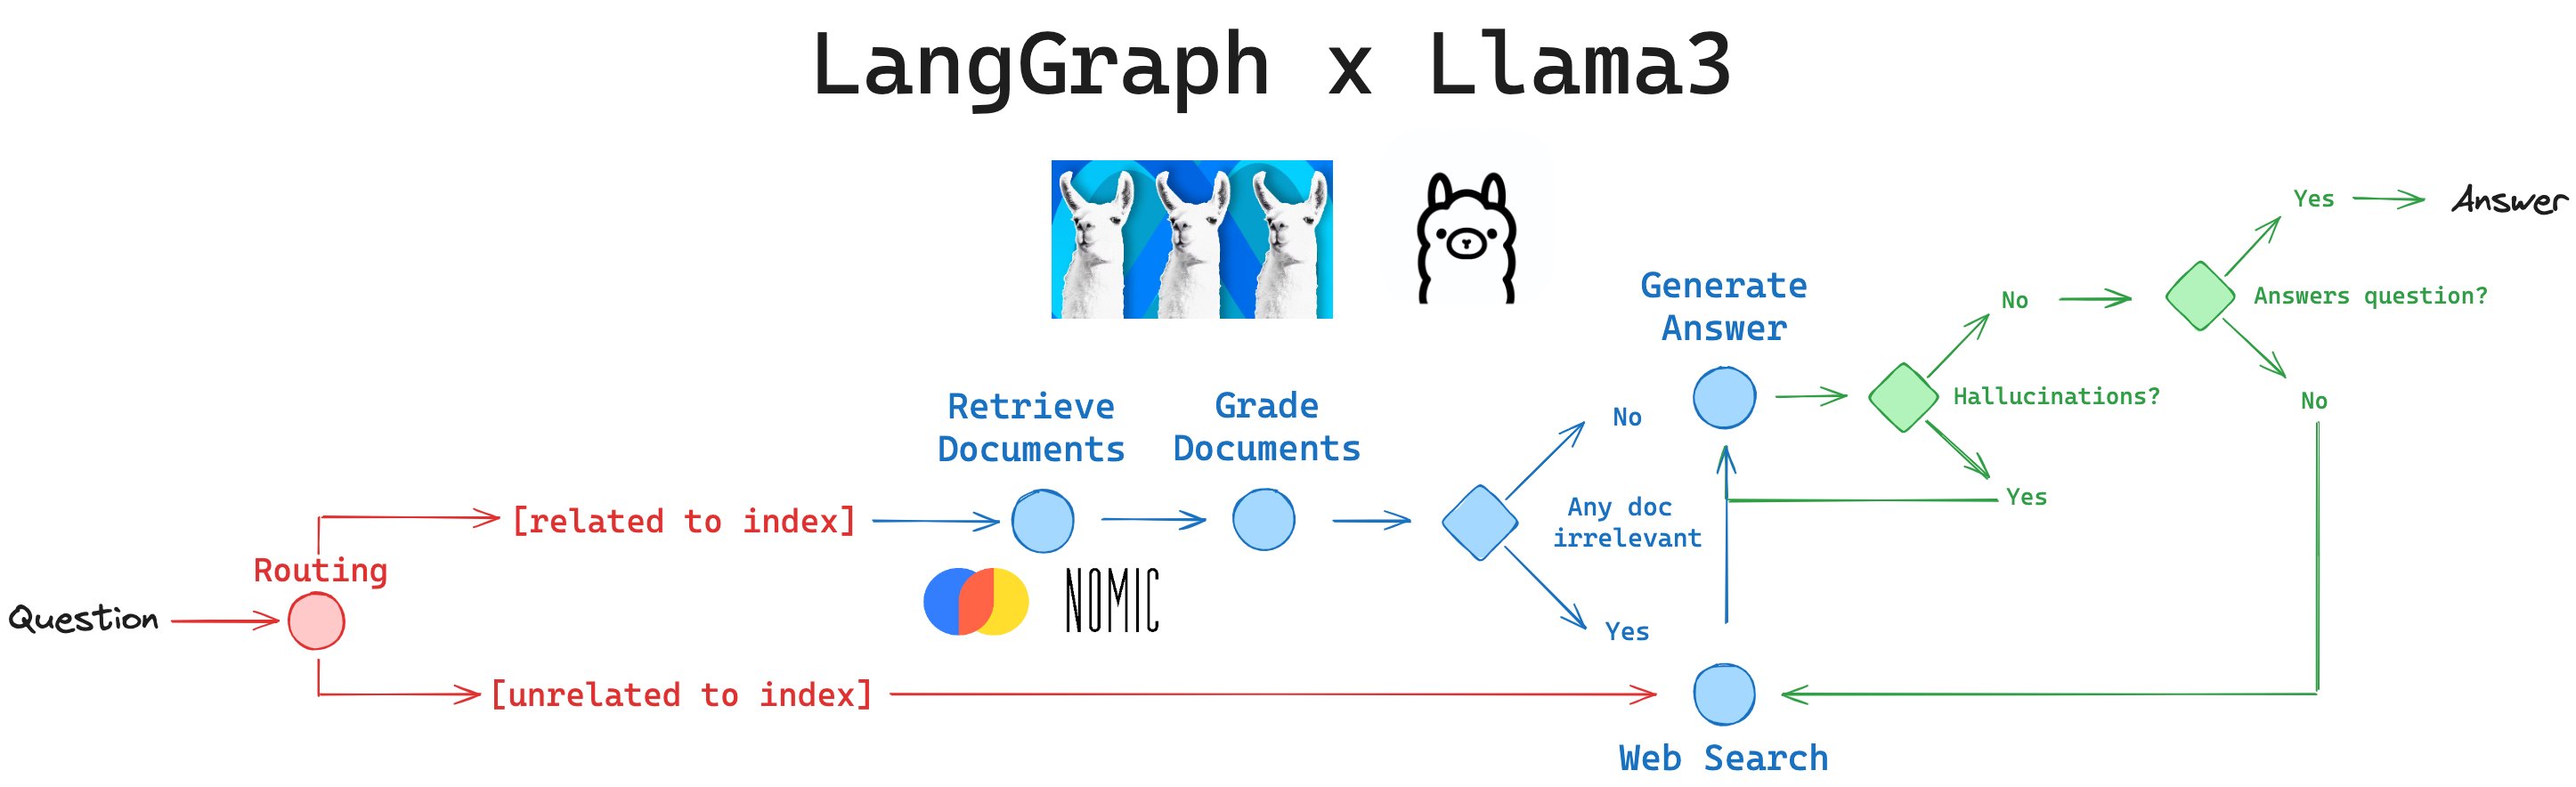 LangGraph x Llama3
Yes
Answer
Generate
Answer
No
Answers question?
Retrieve
Documents
Grade
Documents
No
Hallucinations?
No
[related to index]
Any doc
irrelevant
Yes
Routing
NOMIC
Question
Yes
[unrelated to index]
Web Search